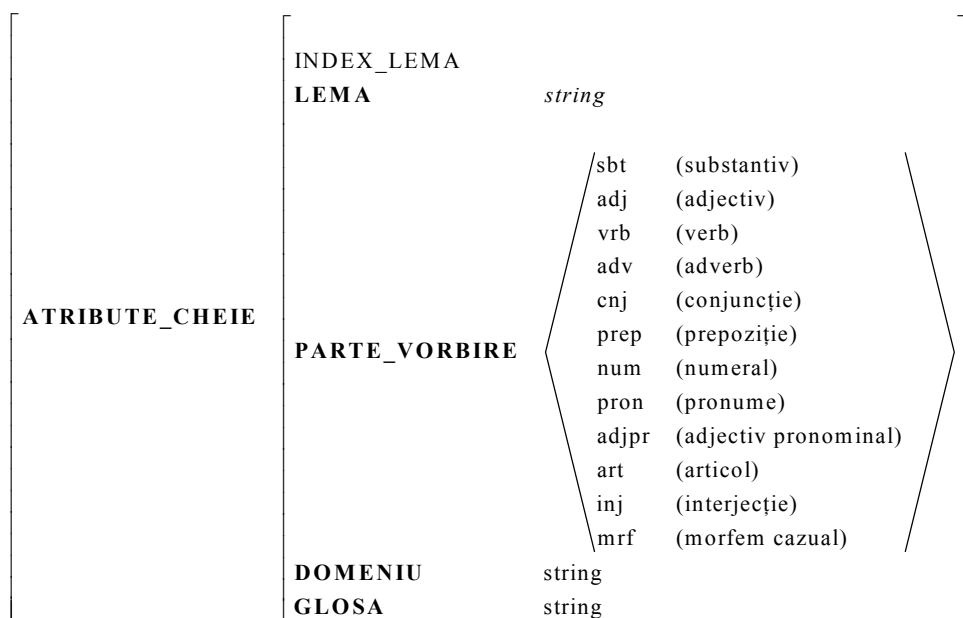 INDEX_LEMA
LEMA string
sbt (substantiv)
adj (adjectiv)
vrb (verb)
adv (adverb)
cnj (conjuncție)
ATRIBUTE_CHEIE
prep (prepoziție)
PARTE_VORBIRE
num (numeral)
pron (pronume)
adjpr (adjectiv pronominal)
art (articol)
inj (interjecție)
mrf (morfem cazual)
DOMENIU string
GLOSA string